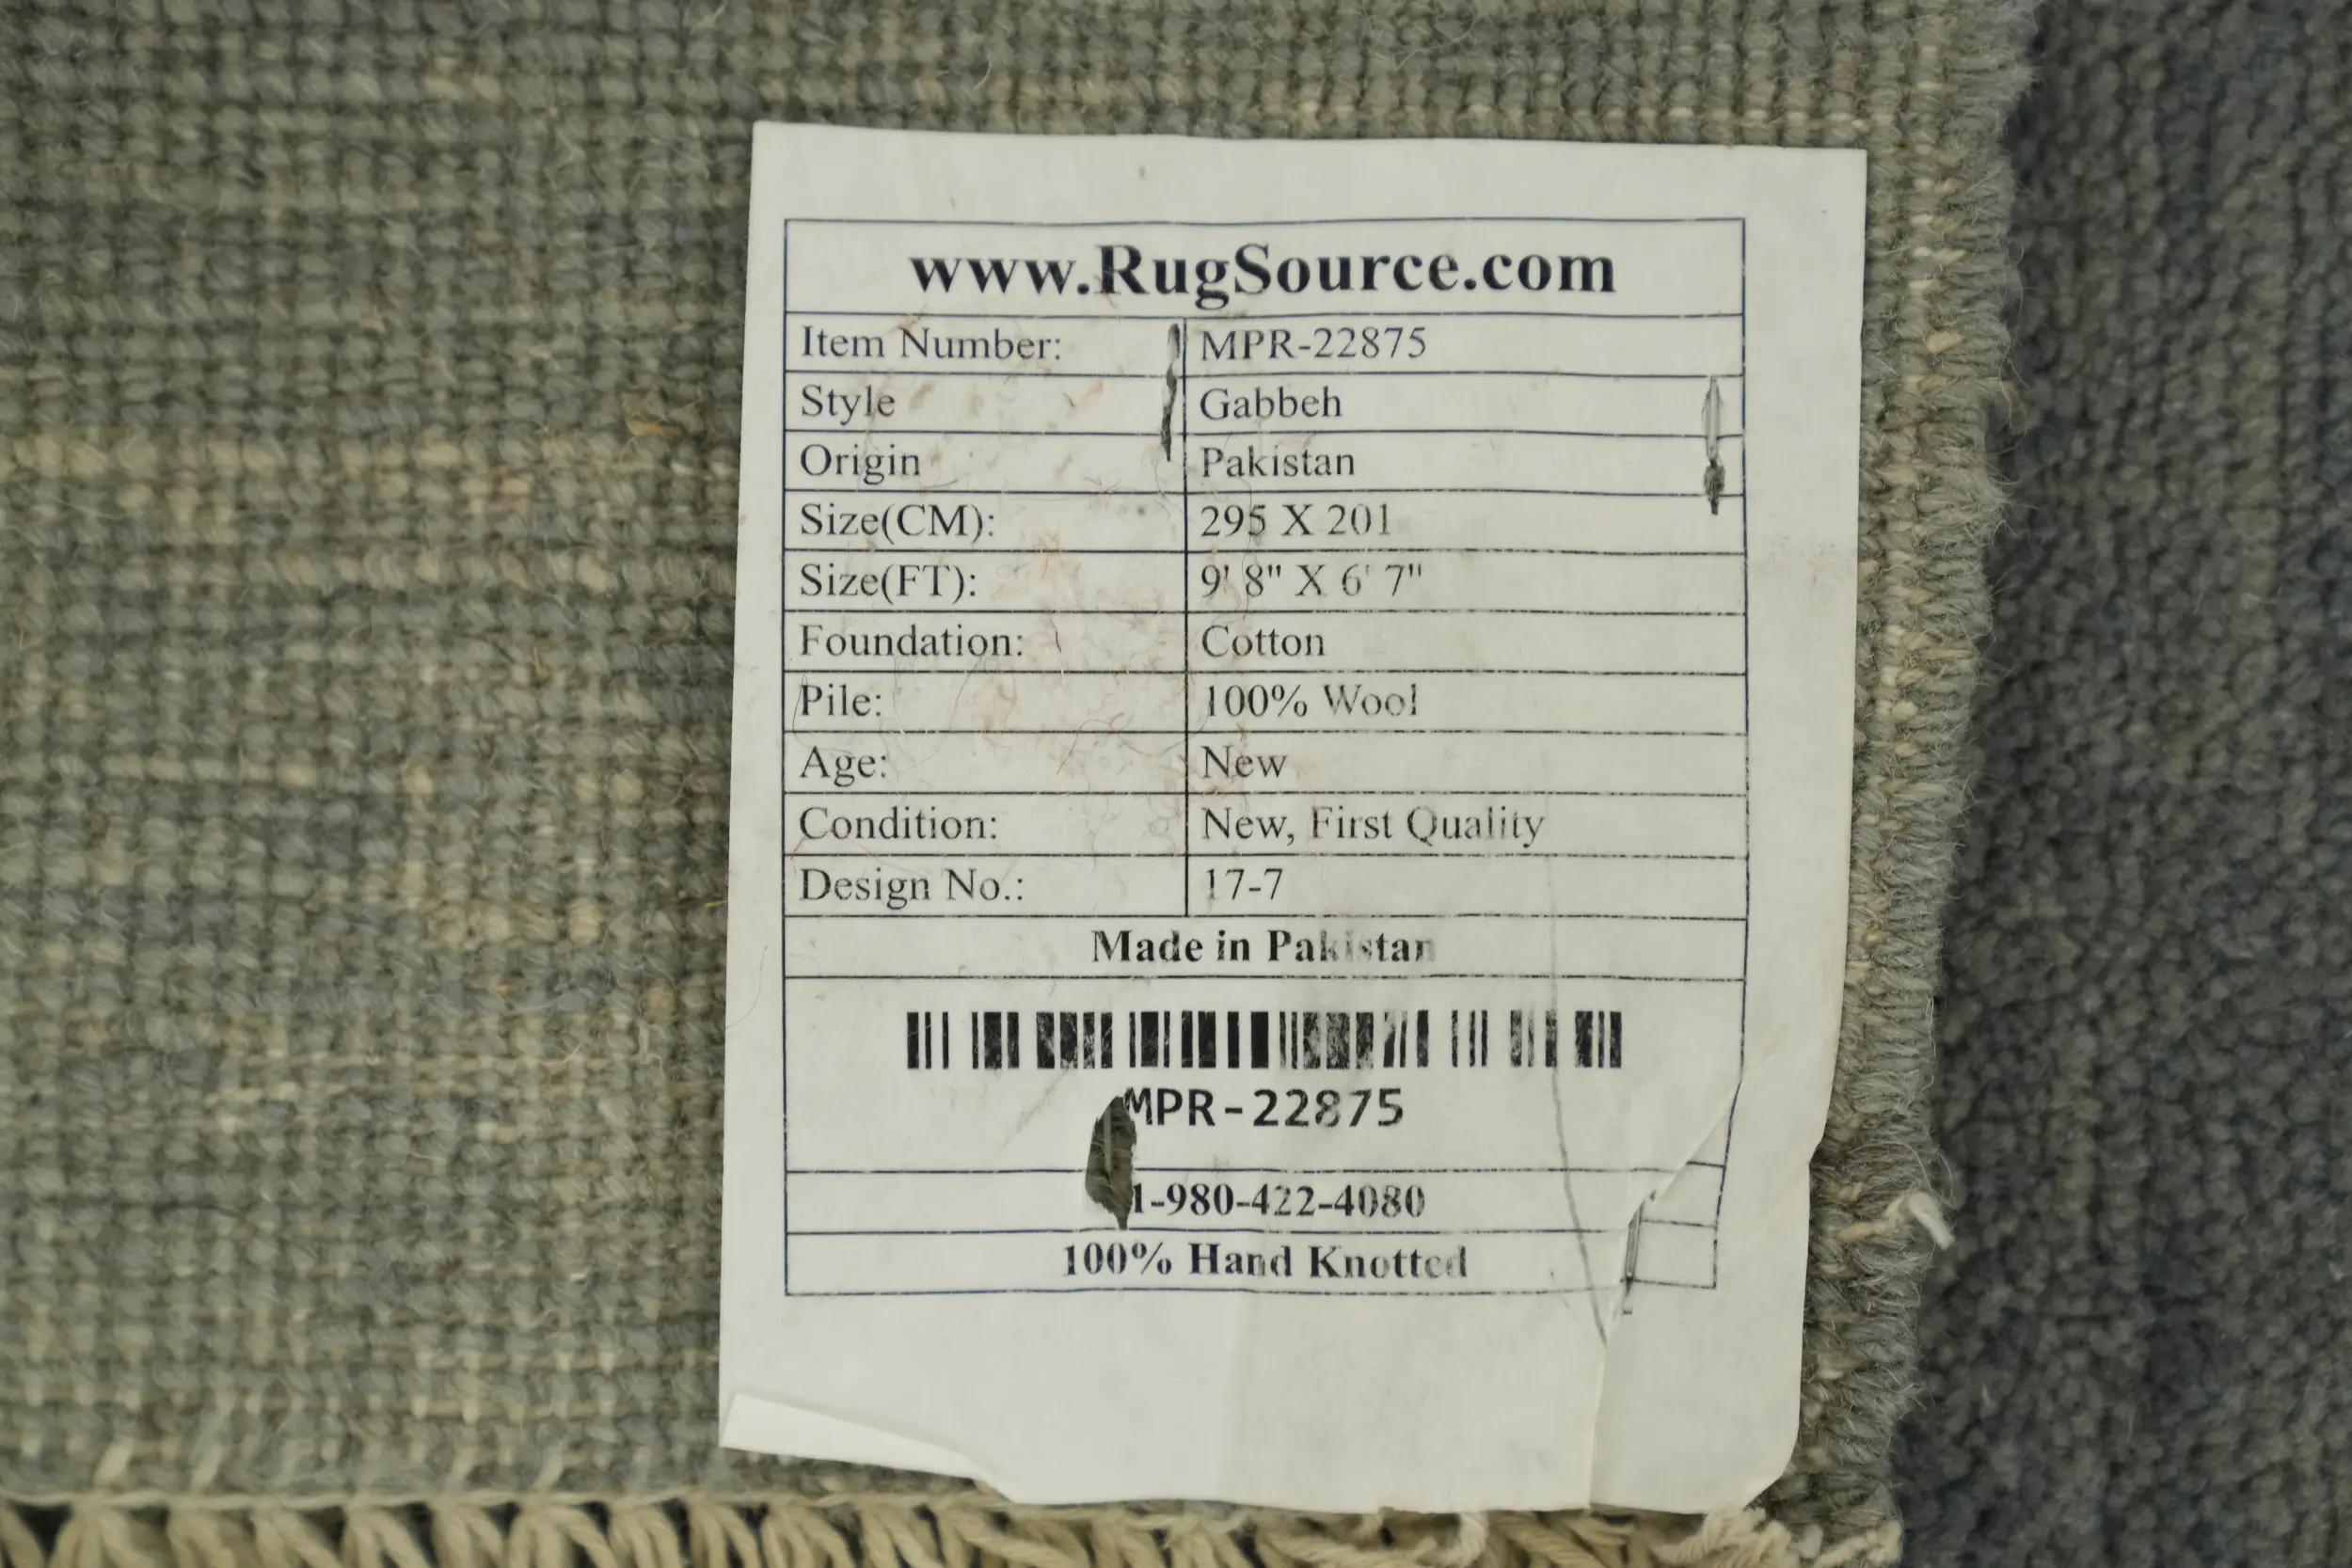 www.RugSource.com
Item Number: MPR-22875
Style Gabbeh
Origin Pakistan
Size(CM): 295 X 201
Size(FT): 9' 8" X 6' 7"
Foundation: Cotton
Pile: 100% Wool
Age: New
Condition: New, First Quality
Design No.: 17-7
Made in Pakistan
MPR-22875
1-980-422-4080
100% Hand Knotted